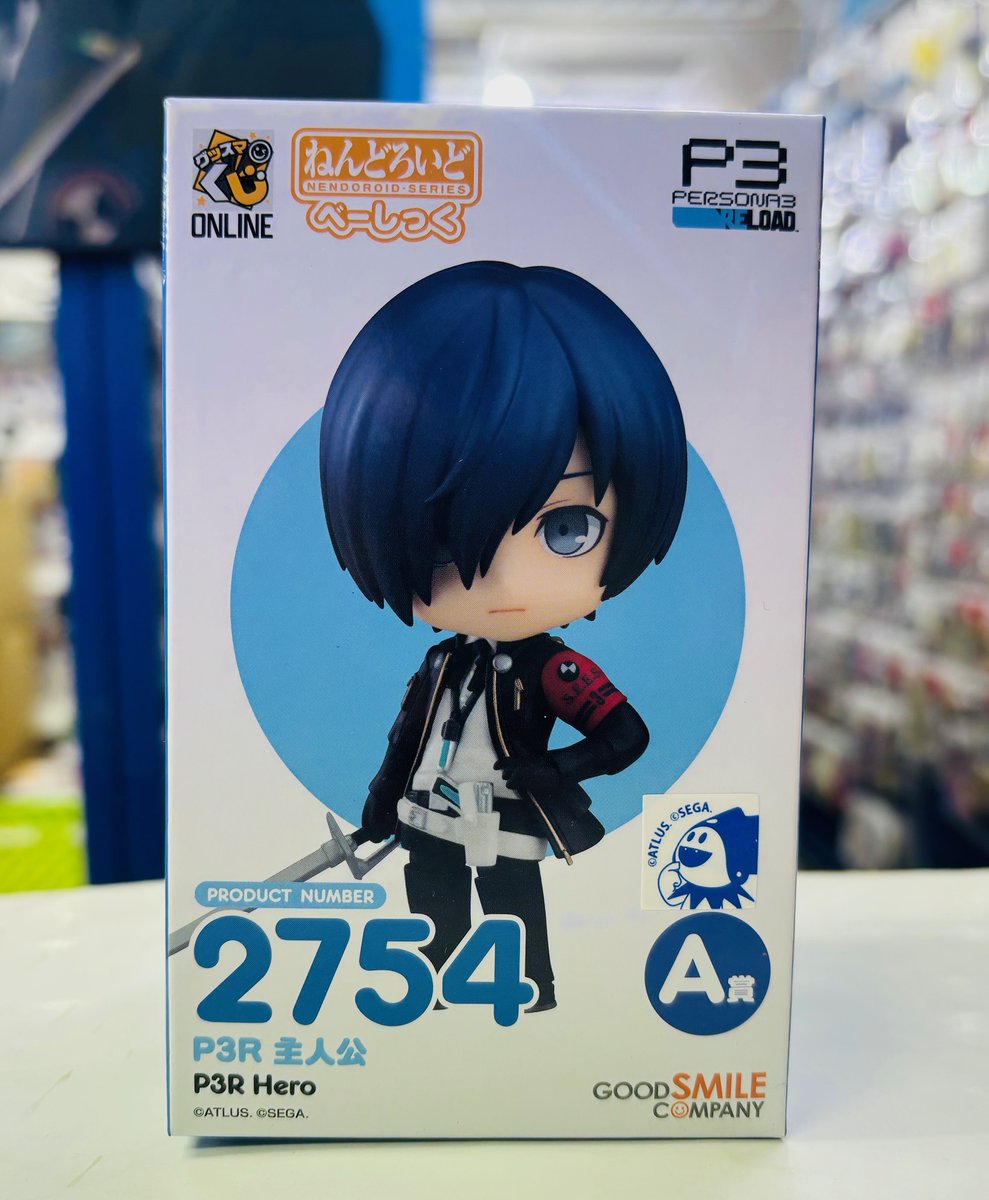 グッスマ
くじ
ONLINE
ねんどろいど
NENDOROID-SERIES
べーしっく
P3
PERSONA3
RELOAD™
S.E.E.S
3
©ATLUS. ©SEGA.
PRODUCT NUMBER
2754
A賞
P3R 主人公
P3R Hero
©ATLUS. ©SEGA.
GOOD SMILE
COMPANY